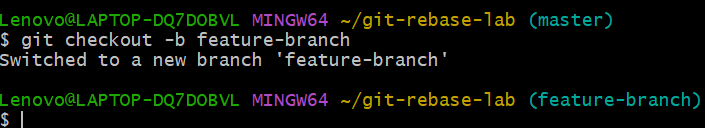 Lenovo@LAPTOP-DQ7DOBVL MINGW64 ~/git-rebase-lab (master)
$ git checkout -b feature-branch
Switched to a new branch 'feature-branch'
Lenovo@LAPTOP-DQ7DOBVL MINGW64 ~/git-rebase-lab (feature-branch)
$